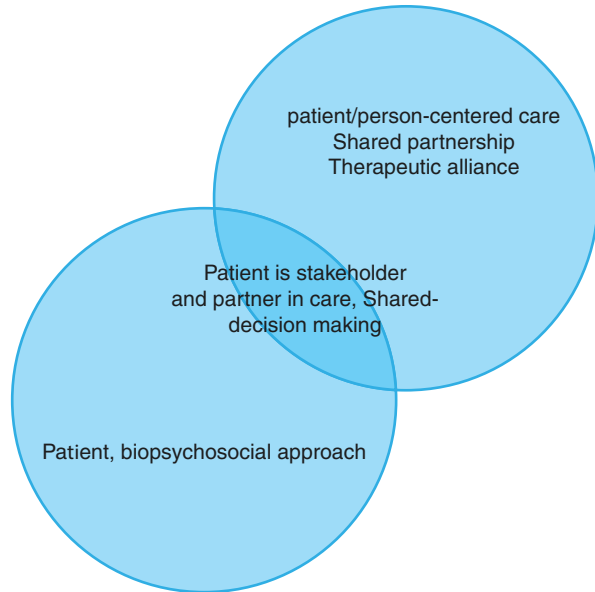 patient/person-centered care
Shared partnership
Therapeutic alliance
Patient is stakeholder
and partner in care, Shared-
decision making
Patient, biopsychosocial approach